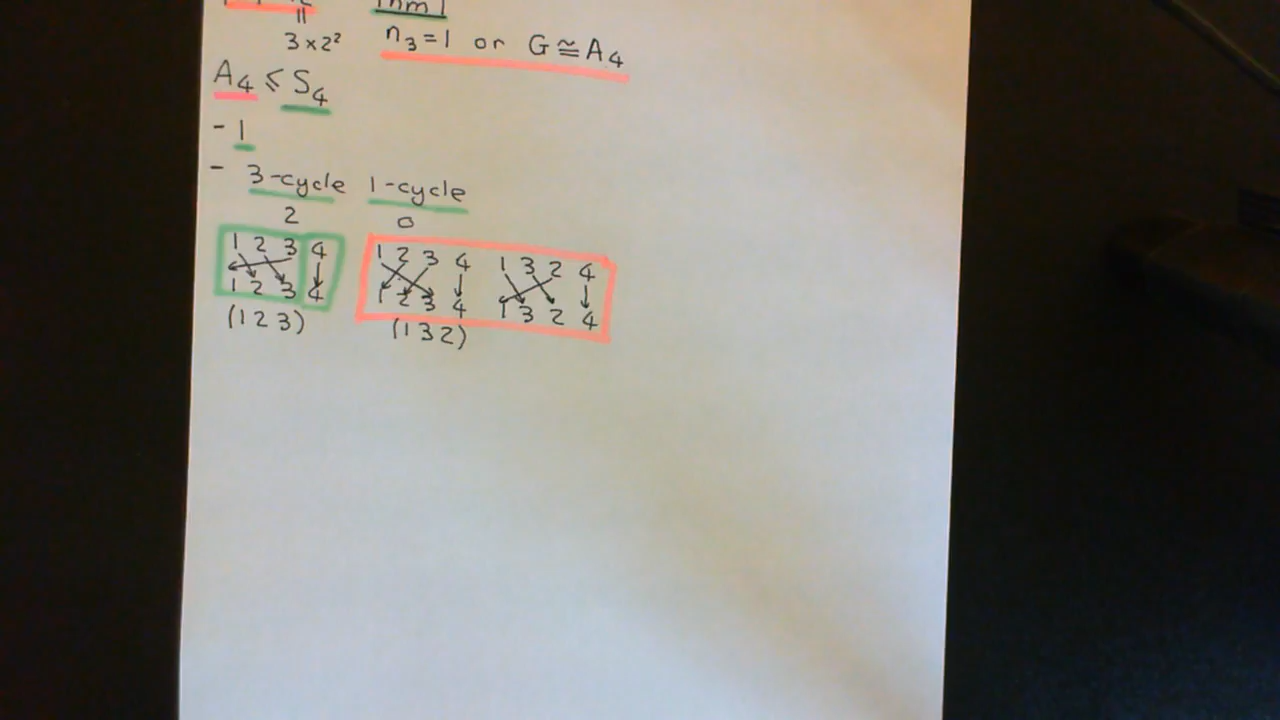 Thm 1
||
3×2² n₃=1 or G≅A₄
A₄ ⩽ S₄
- 1
- 3-cycle 1-cycle
2 0
1 2 3 4 1 2 3 4 1 3 2 4
1 2 3 4 1 2 3 4 1 3 2 4
(1 2 3) (1 3 2)